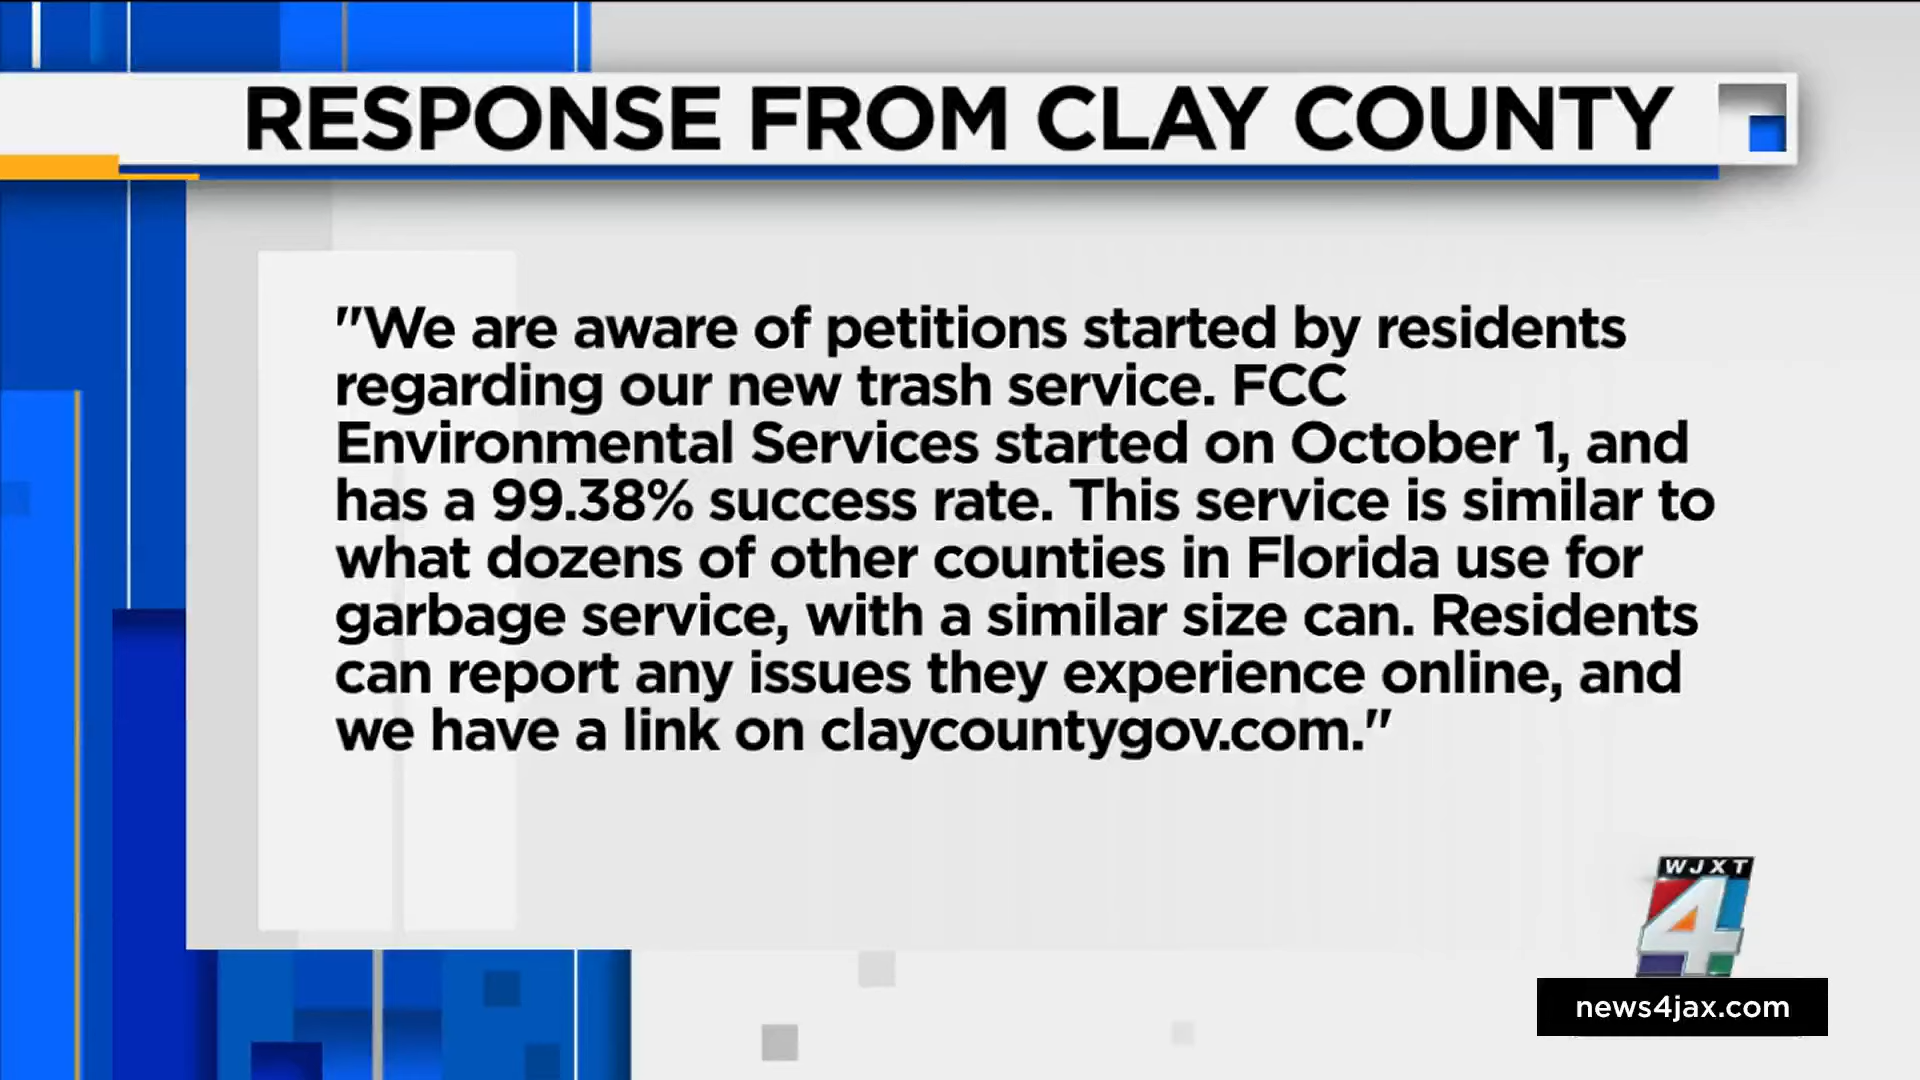 RESPONSE FROM CLAY COUNTY
"We are aware of petitions started by residents
regarding our new trash service. FCC
Environmental Services started on October 1, and
has a 99.38% success rate. This service is similar to
what dozens of other counties in Florida use for
garbage service, with a similar size can. Residents
can report any issues they experience online, and
we have a link on claycountygov.com."
WJXT
4
news4jax.com